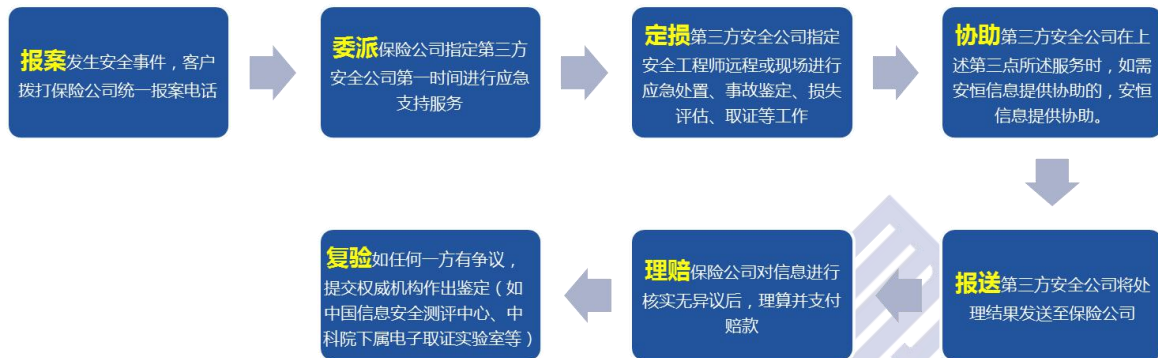 报案发生安全事件，客户
拨打保险公司统一报案电话
委派保险公司指定第三方
安全公司第一时间进行应急
支持服务
定损第三方安全公司指定
安全工程师远程或现场进行
应急处置、事故鉴定、损失
评估、取证等工作
协助第三方安全公司在上
述第三点所述服务时，如需
安恒信息提供协助的，安恒
信息提供协助。
报送第三方安全公司将处
理结果发送至保险公司
理赔保险公司对信息进行
核实无异议后，理算并支付
赔款
复验如任何一方有争议，
提交权威机构作出鉴定（如
中国信息安全测评中心、中
科院下属电子取证实验室等）